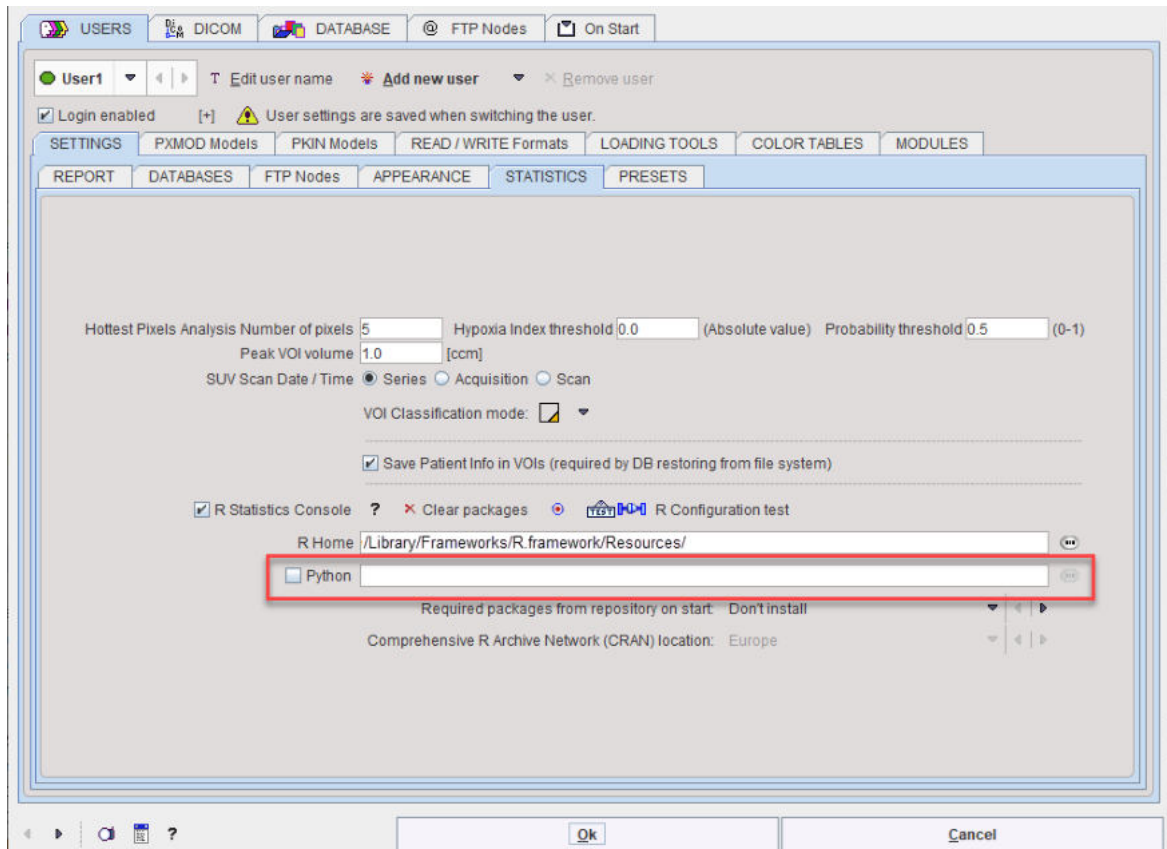 USERS DICOM DATABASE @ FTP Nodes On Start
User1 T Edit user name Add new user Remove user
Login enabled [+] User settings are saved when switching the user.
SETTINGS PXMOD Models PKIN Models READ / WRITE Formats LOADING TOOLS COLOR TABLES MODULES
REPORT DATABASES FTP Nodes APPEARANCE STATISTICS PRESETS
Hottest Pixels Analysis Number of pixels 5 Hypoxia Index threshold 0.0 (Absolute value) Probability threshold 0.5 (0-1)
Peak VOI volume 1.0 [ccm]
SUV Scan Date / Time Series Acquisition Scan
VOI Classification mode:
Save Patient Info in VOIs (required by DB restoring from file system)
R Statistics Console ? Clear packages TEST R Configuration test
R Home /Library/Frameworks/R.framework/Resources/
Python
Required packages from repository on start: Don't install
Comprehensive R Archive Network (CRAN) location: Europe
? Ok Cancel